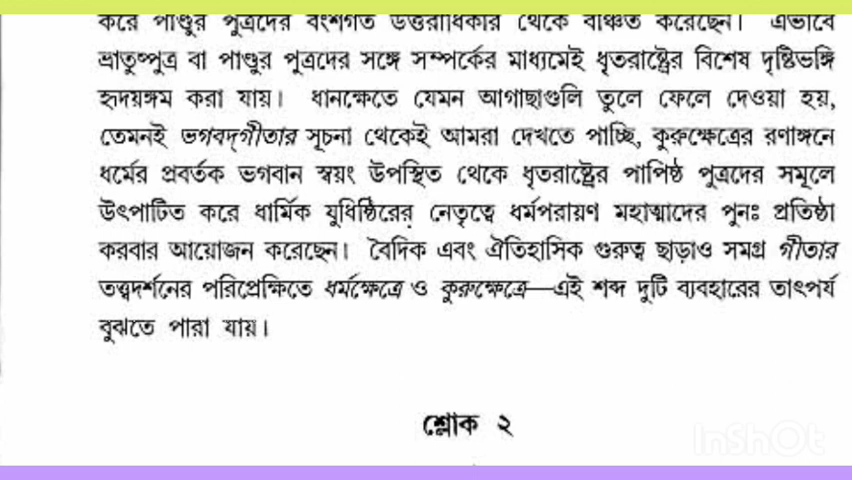 করে পাণ্ডুর পুত্রদের বংশগত উত্তরাধিকার থেকে বঞ্চিত করেছেন। এভাবে
ভ্রাতুষ্পুত্র বা পাণ্ডুর পুত্রদের সঙ্গে সম্পর্কের মাধ্যমেই ধৃতরাষ্ট্রের বিশেষ দৃষ্টিভঙ্গি
হৃদয়ঙ্গম করা যায়। ধানক্ষেতে যেমন আগাছাগুলি তুলে ফেলে দেওয়া হয়,
তেমনই ভগবদ্‌গীতার সূচনা থেকেই আমরা দেখতে পাচ্ছি, কুরুক্ষেত্রের রণাঙ্গনে
ধর্মের প্রবর্তক ভগবান স্বয়ং উপস্থিত থেকে ধৃতরাষ্ট্রের পাপিষ্ঠ পুত্রদের সমূলে
উৎপাটিত করে ধার্মিক যুধিষ্ঠিরের নেতৃত্বে ধর্মপরায়ণ মহাত্মাদের পুনঃ প্রতিষ্ঠা
করবার আয়োজন করেছেন। বৈদিক এবং ঐতিহাসিক গুরুত্ব ছাড়াও সমগ্র গীতার
তত্ত্বদর্শনের পরিপ্রেক্ষিতে ধর্মক্ষেত্রে ও কুরুক্ষেত্রে—এই শব্দ দুটি ব্যবহারের তাৎপর্য
বুঝতে পারা যায়।
শ্লোক ২
InShOt